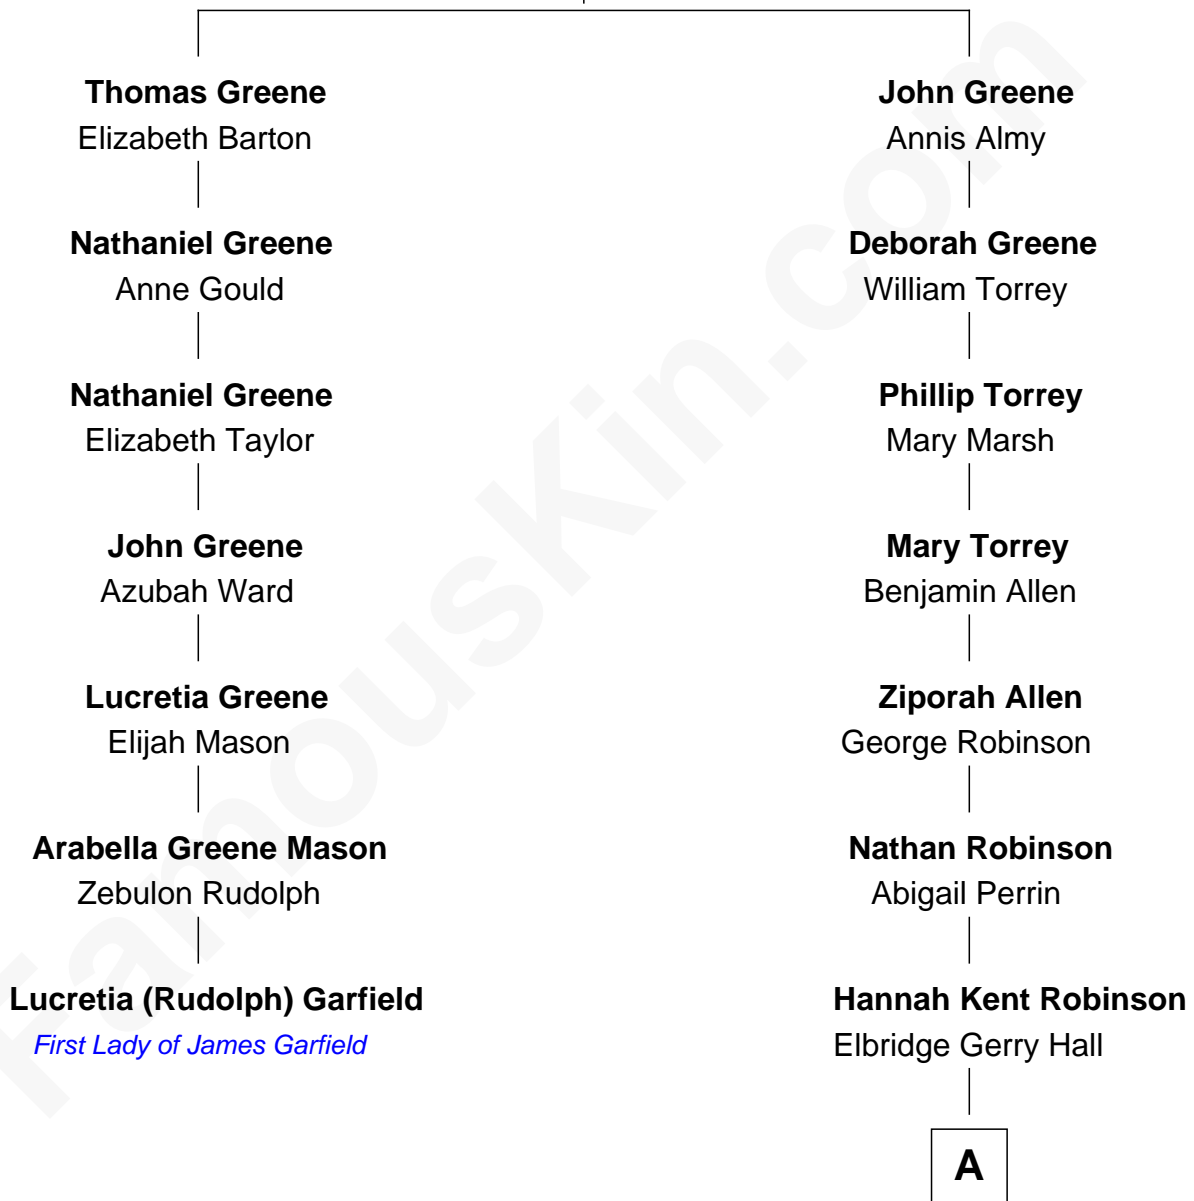 Thomas Greene
Elizabeth Barton
Nathaniel Greene
Anne Gould
Nathaniel Greene
Elizabeth Taylor
John Greene
Azubah Ward
Lucretia Greene
Elijah Mason
Arabella Greene Mason
Zebulon Rudolph
Lucretia (Rudolph) Garfield
First Lady of James Garfield
John Greene
Annis Almy
Deborah Greene
William Torrey
Phillip Torrey
Mary Marsh
Mary Torrey
Benjamin Allen
Ziporah Allen
George Robinson
Nathan Robinson
Abigail Perrin
Hannah Kent Robinson
Elbridge Gerry Hall
A
FamousKin.com